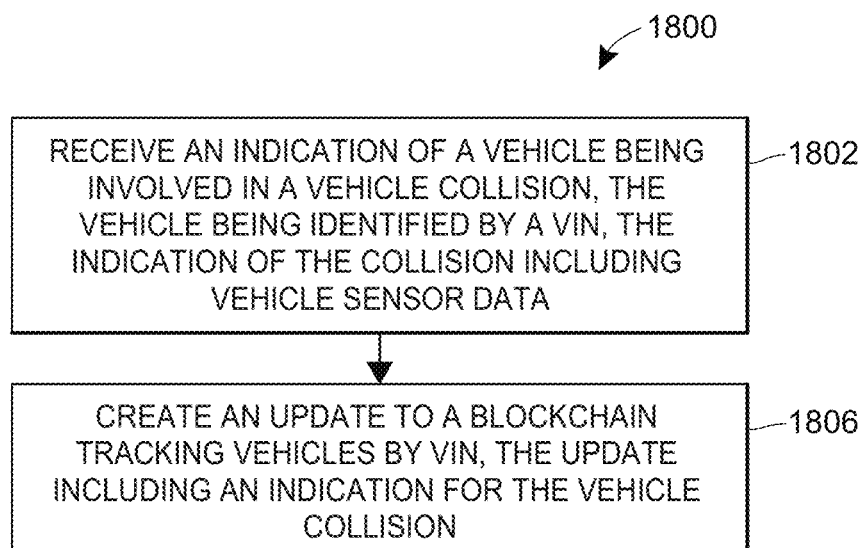 1800
RECEIVE AN INDICATION OF A VEHICLE BEING
INVOLVED IN A VEHICLE COLLISION, THE
VEHICLE BEING IDENTIFIED BY A VIN, THE
INDICATION OF THE COLLISION INCLUDING
VEHICLE SENSOR DATA
1802
CREATE AN UPDATE TO A BLOCKCHAIN
TRACKING VEHICLES BY VIN, THE UPDATE
INCLUDING AN INDICATION FOR THE VEHICLE
COLLISION
1806